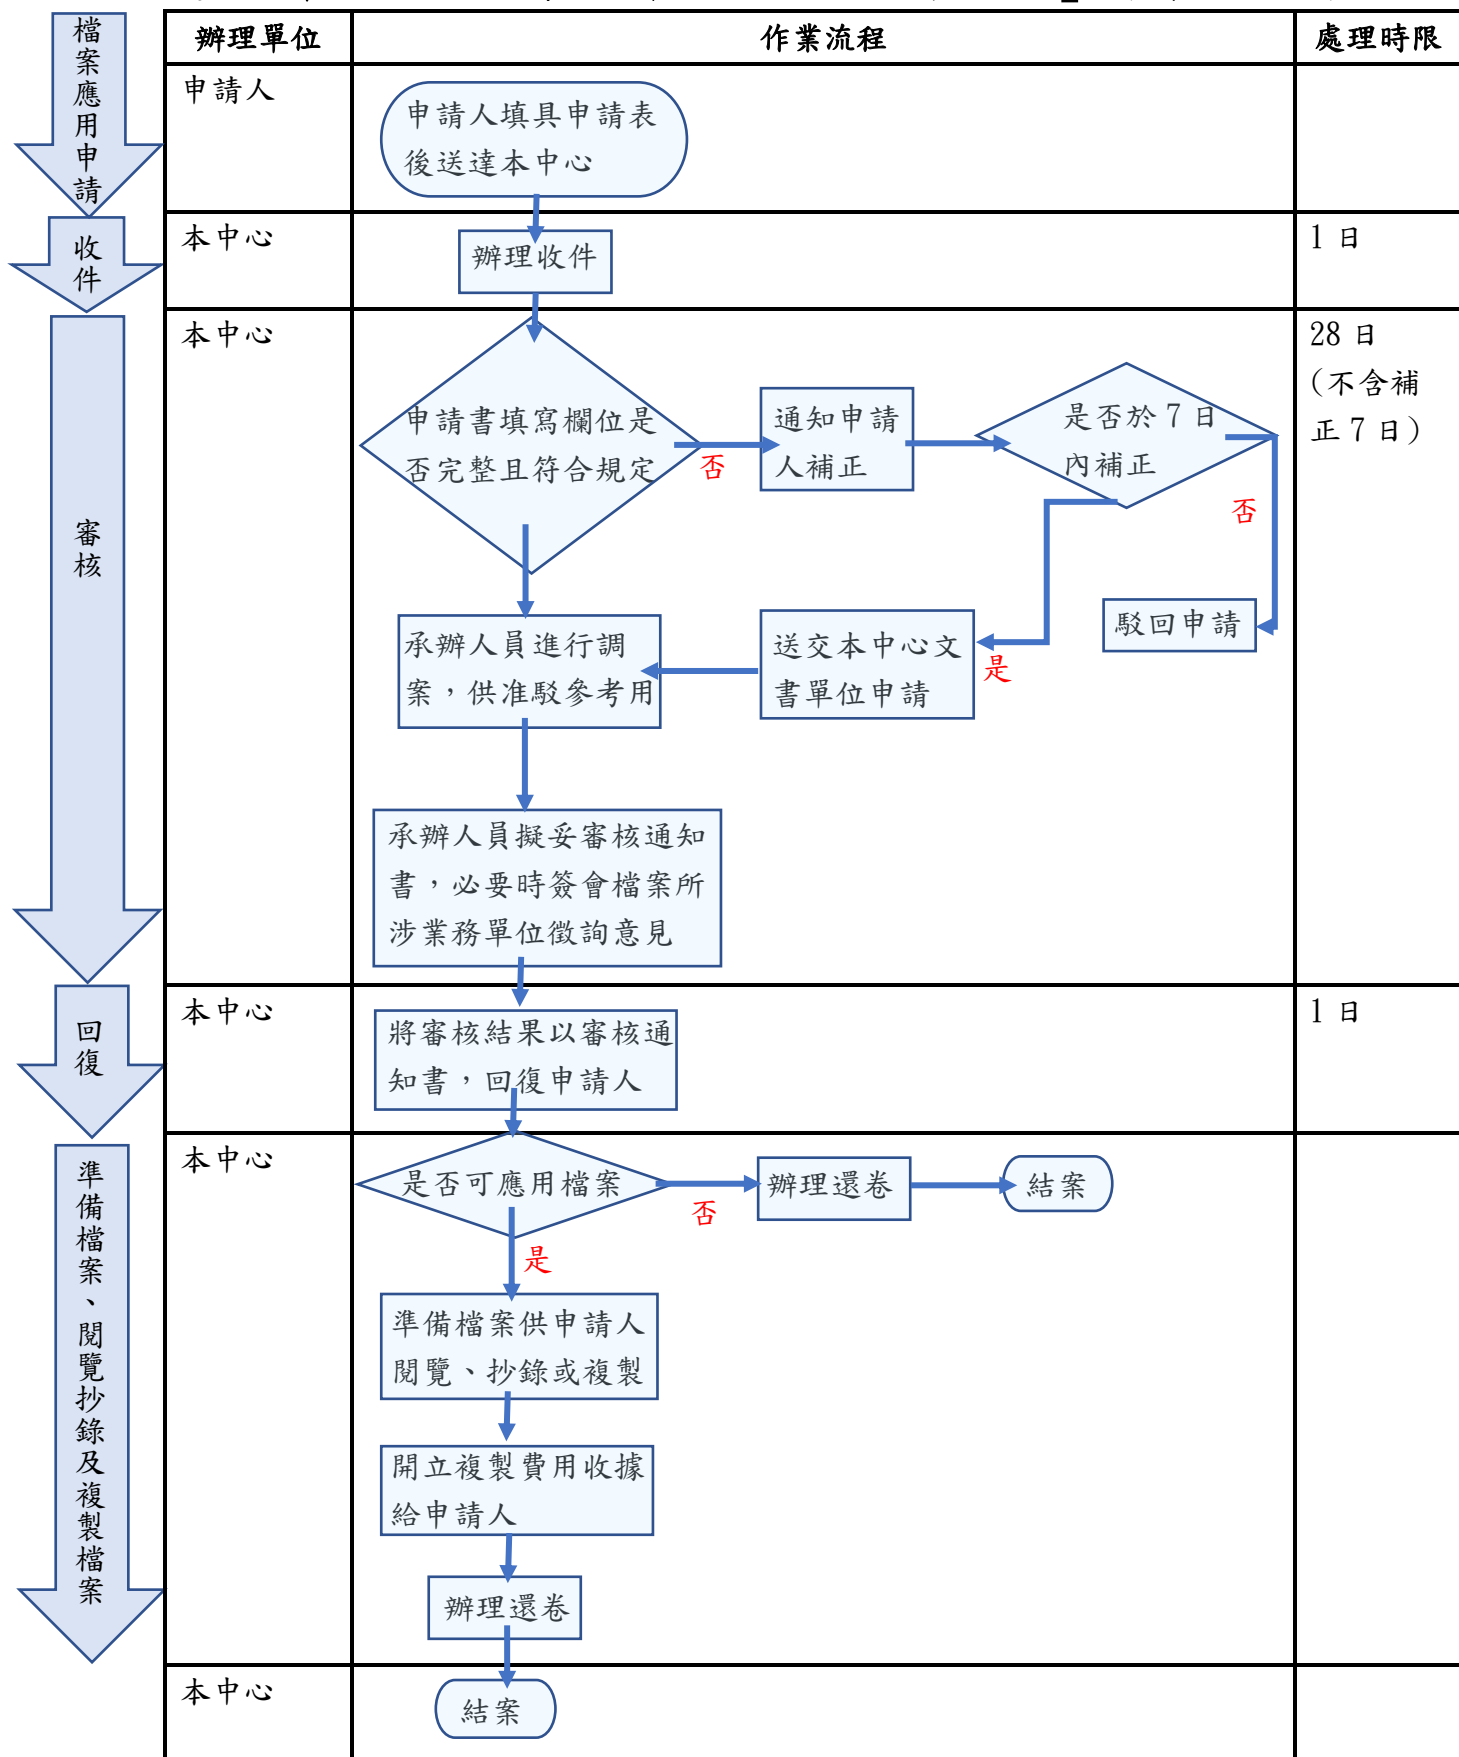 檔案應用申請
辦理單位
作業流程
處理時限
申請人
申請人填具申請表
後送達本中心
收件
本中心
辦理收件
1 日
審核
本中心
申請書填寫欄位是
否完整且符合規定
否
通知申請
人補正
是否於 7 日
內補正
否
28 日
(不含補
正 7 日)
駁回申請
是
送交本中心文
書單位申請
承辦人員進行調
案,供准駁參考用
承辦人員擬妥審核通知
書,必要時簽會檔案所
涉業務單位徵詢意見
回復
本中心
將審核結果以審核通
知書,回復申請人
1 日
準備檔案、閱覽抄錄及複製檔案
本中心
是否可應用檔案
否
辦理還卷
結案
是
準備檔案供申請人
閱覽、抄錄或複製
開立複製費用收據
給申請人
辦理還卷
本中心
結案